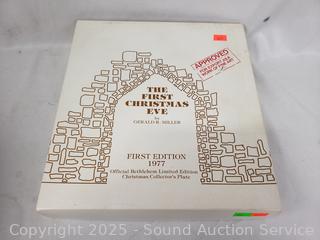 APPROVED
THE
FIRST
CHRISTMAS
EVE
by
GERALD R. MILLER
FIRST EDITION
1977
Official Bethlehem Limited Edition
Christmas Collector's Plate
Copyright 2025 - Sound Auction Service